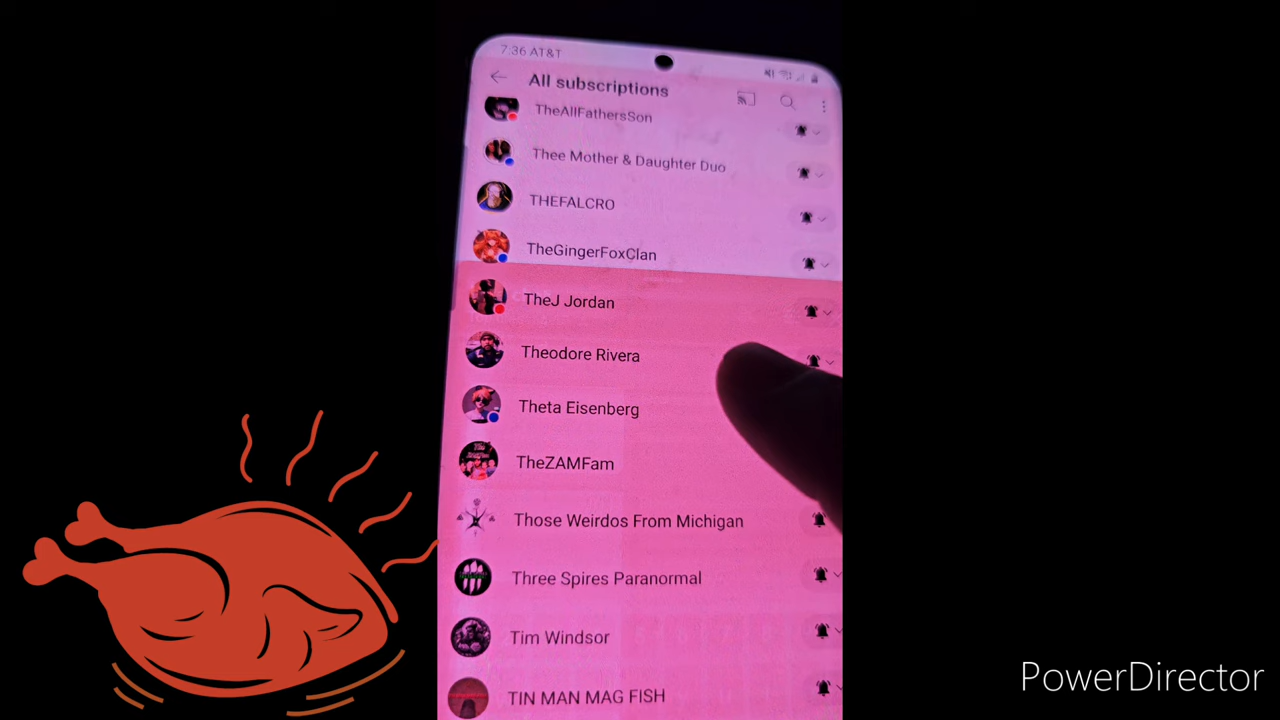 7:36 AT&T
All subscriptions
TheAllFathersSon
Thee Mother & Daughter Duo
THEFALCRO
TheGingerFoxClan
TheJ Jordan
Theodore Rivera
Theta Eisenberg
TheZAMFam
Those Weirdos From Michigan
Three Spires Paranormal
Tim Windsor
TIN MAN MAG FISH
PowerDirector